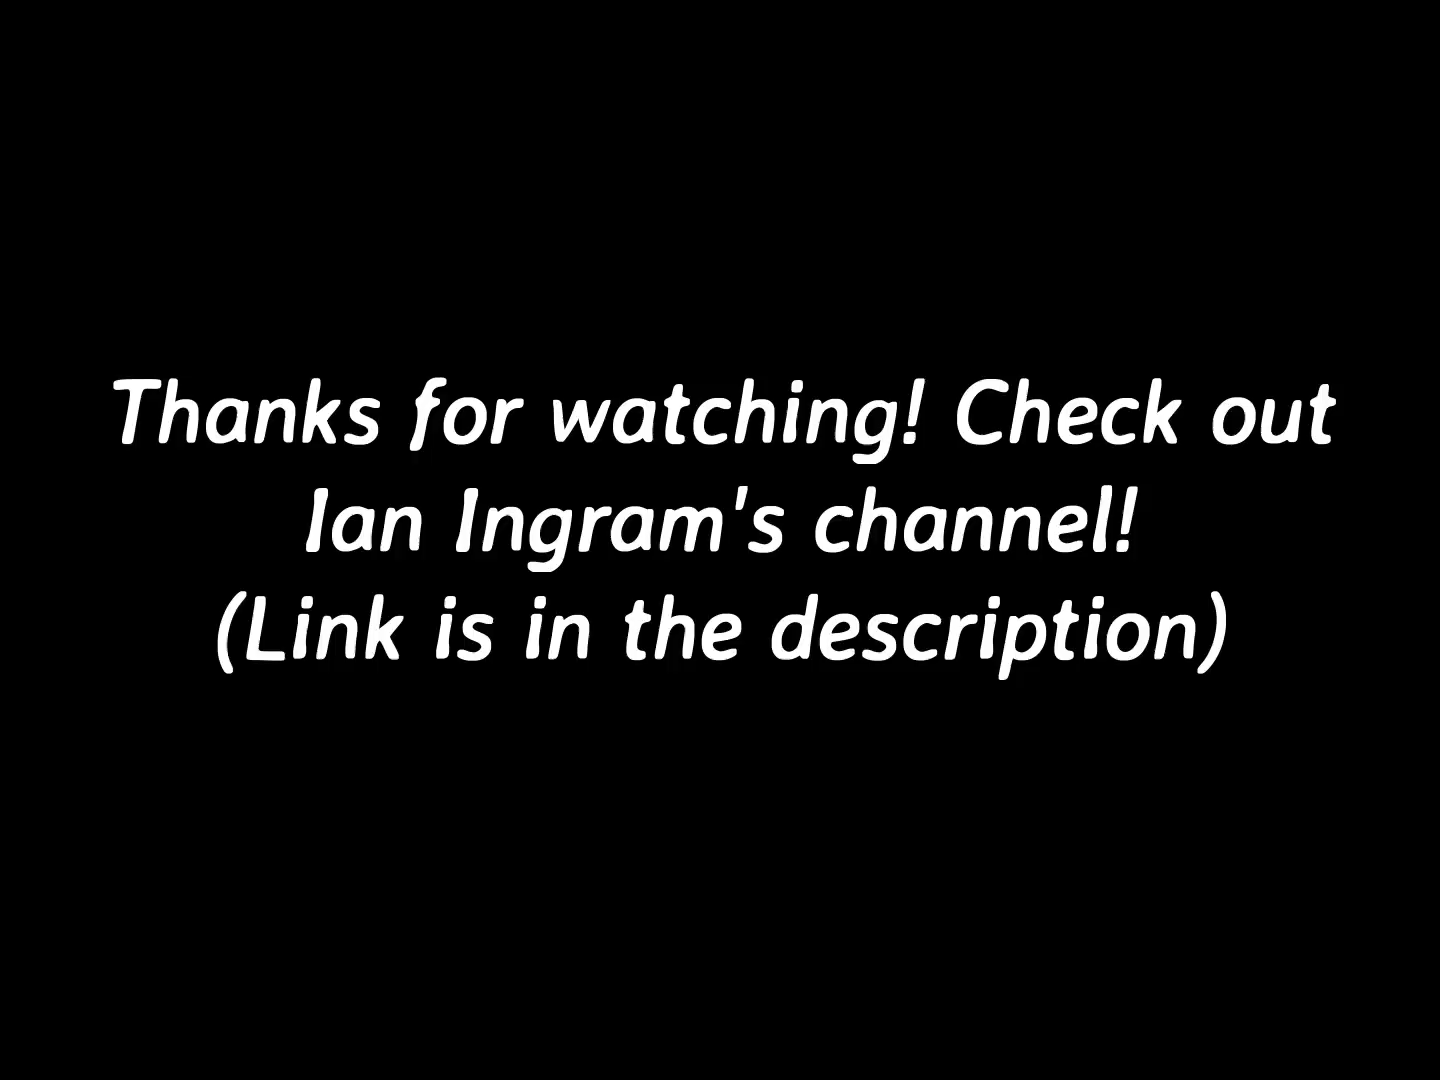 Thanks for watching! Check out
Ian Ingram's channel!
(Link is in the description)